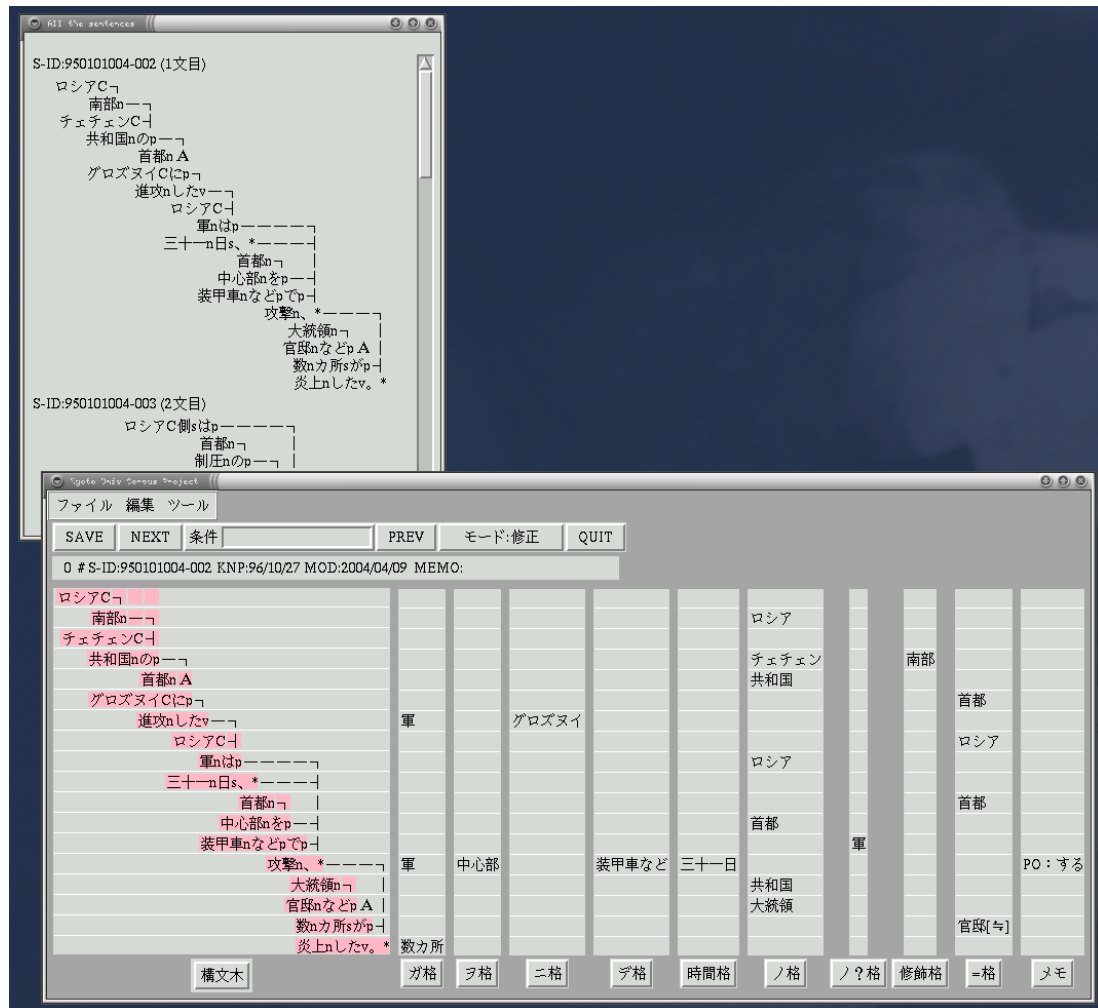 All the sentences
S-ID:950101004-002 (1文目)
ロシアC┐
南部n──┐
チェチェンC┤
共和国nのp──┐
首都n A
グロズヌイCにp┐
進攻nしたv──┐
ロシアC┤
軍nはp─────┐
三十一n日s、*────┤
首都n┐ │
中心部nをp──┤
装甲車nなどpでp┤
攻撃n、*────┐
大統領n┐ │
官邸nなどp A │
数nカ所sがp┤
炎上nしたv。*
S-ID:950101004-003 (2文目)
ロシアC側sはp─────┐
首都n┐ │
制圧nのp──┐ │
Kyoto Univ Corpus Project
ファイル 編集 ツール
SAVE NEXT 条件 PREV モード:修正 QUIT
0 # S-ID:950101004-002 KNP:96/10/27 MOD:2004/04/09 MEMO:
ロシアC┐
南部n──┐ ロシア
チェチェンC┤
共和国nのp──┐ チェチェン 南部
首都n A 共和国
グロズヌイCにp┐ 首都
進攻nしたv──┐ 軍 グロズヌイ
ロシアC┤ ロシア
軍nはp─────┐ ロシア
三十一n日s、*────┤
首都n┐ │ 首都
中心部nをp──┤ 首都
装甲車nなどpでp┤ 軍
攻撃n、*────┐ 軍 中心部 装甲車など 三十一日 PO：する
大統領n┐ │ 共和国
官邸nなどp A │ 大統領
数nカ所sがp┤ 官邸[≒]
炎上nしたv。* 数カ所
構文木 ガ格 ヲ格 ニ格 デ格 時間格 ノ格 ノ？格 修飾格 =格 メモ